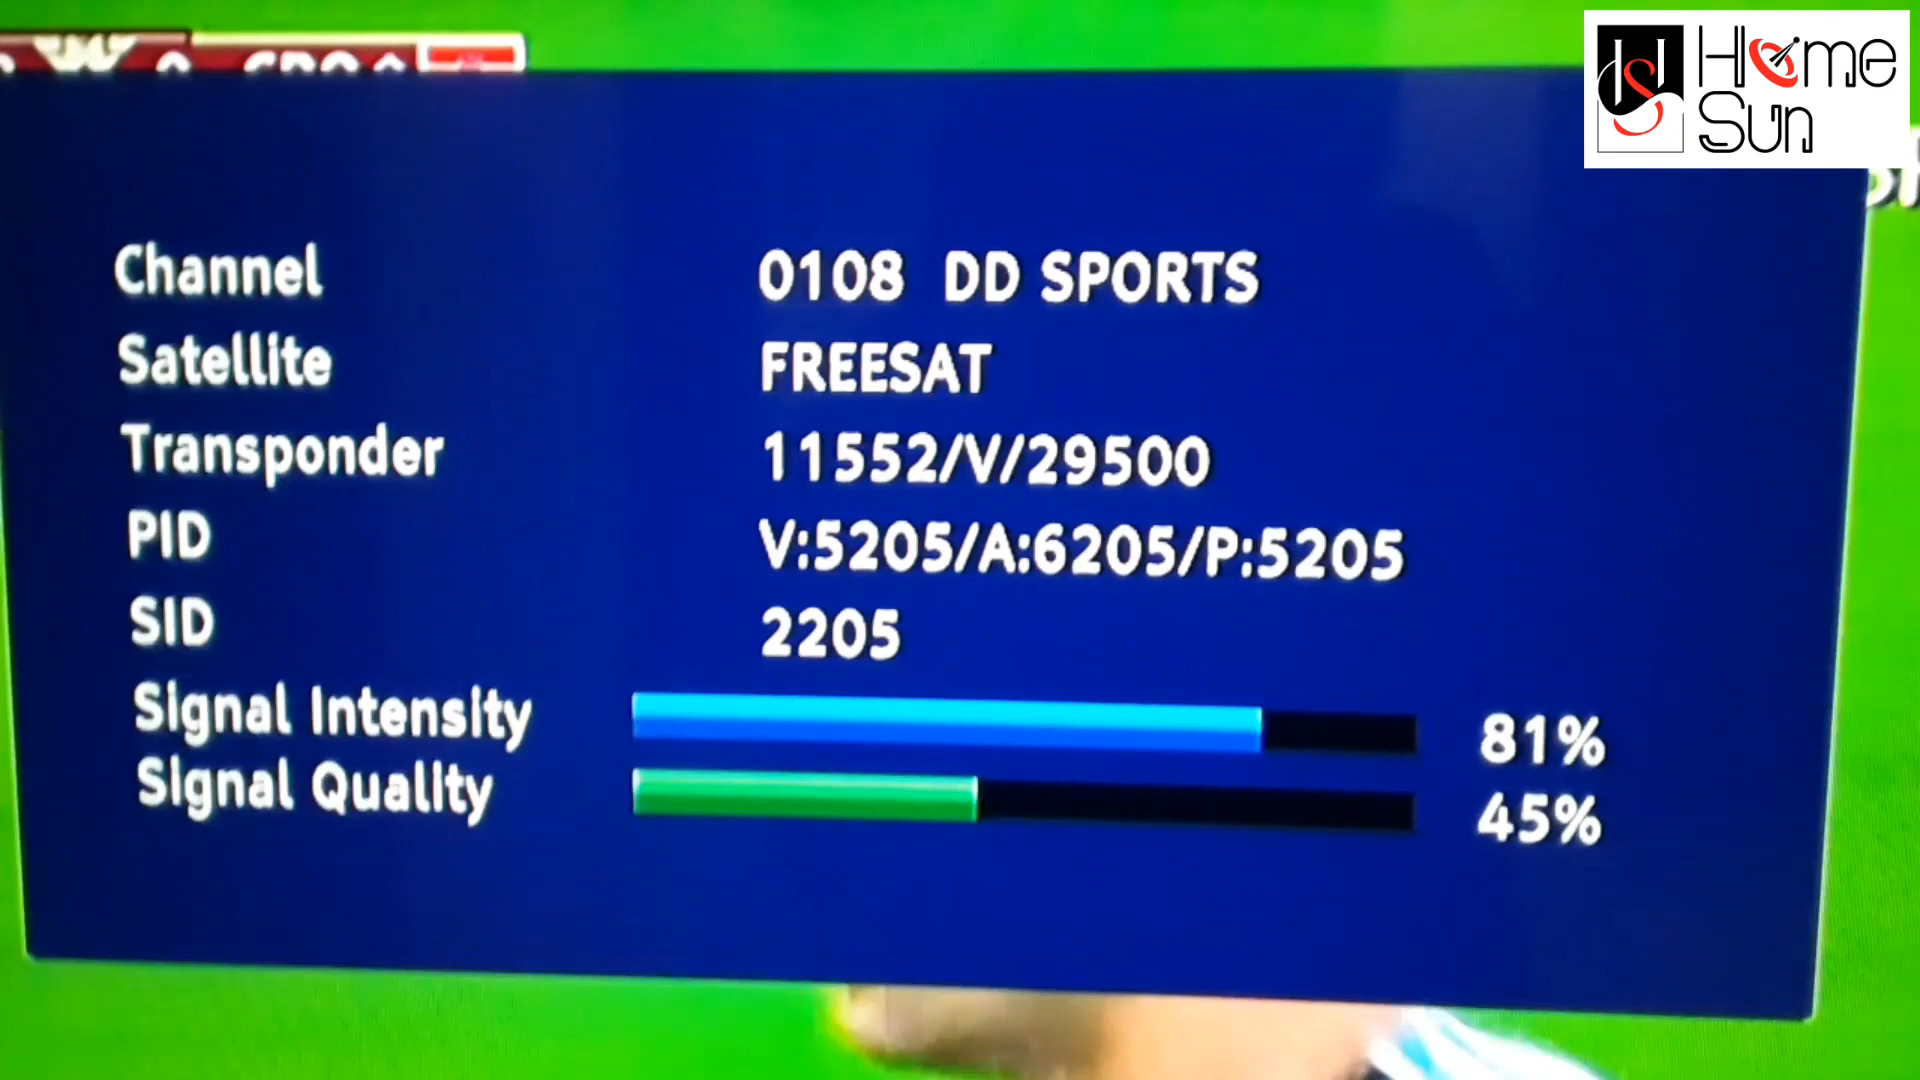 Home
Sun
Channel 0108 DD SPORTS
Satellite FREESAT
Transponder 11552/V/29500
PID V:5205/A:6205/P:5205
SID 2205
Signal Intensity 81%
Signal Quality 45%